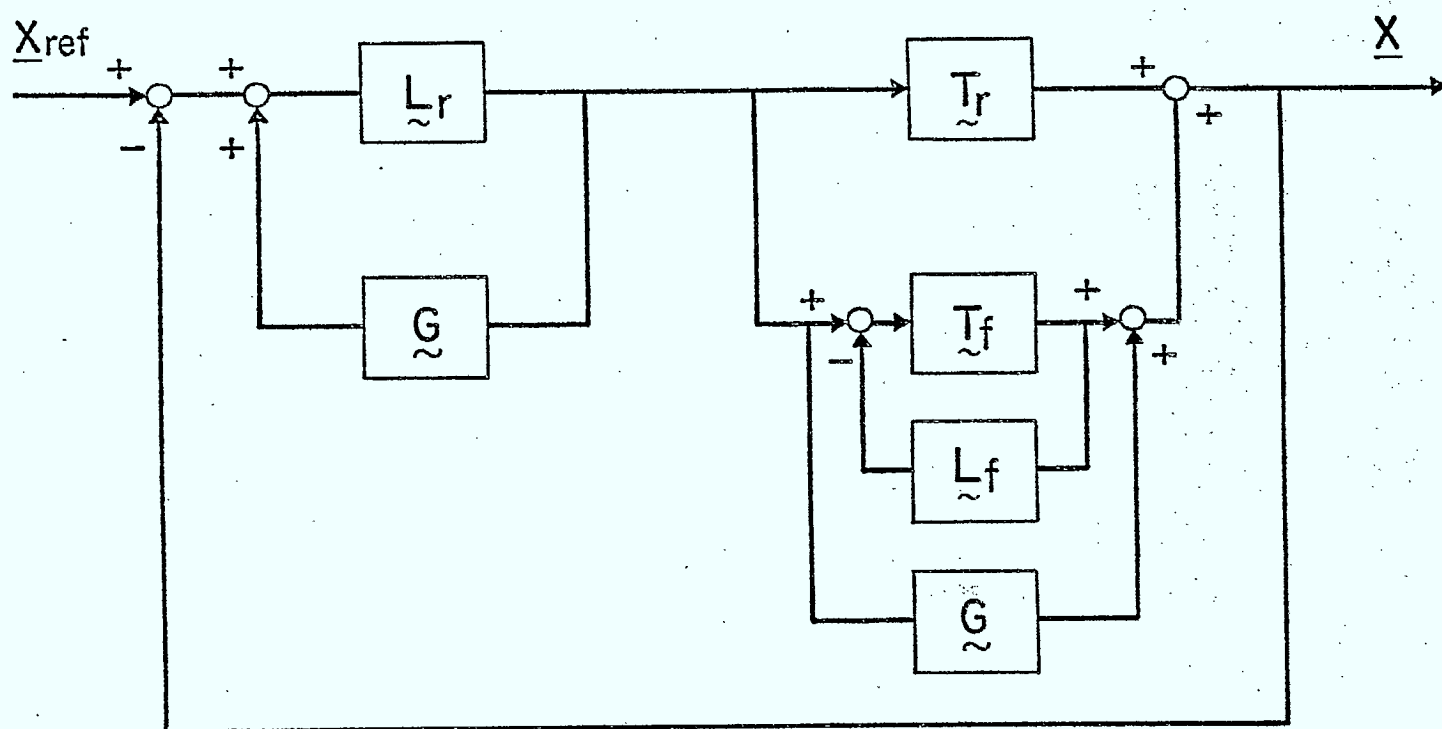 Xref
X
+
+
Lr
Tr
+
+
-
+
G
+
Tf
+
-
+
Lf
G